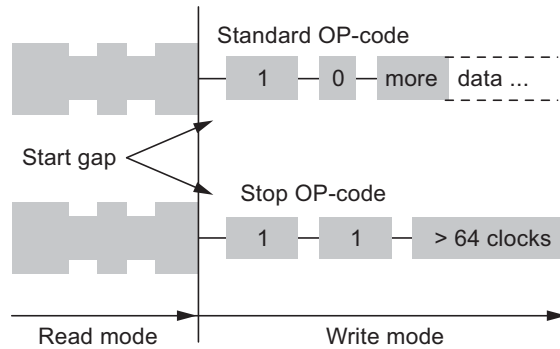 Standard OP-code
1 0 more data ...
Start gap
Stop OP-code
1 1 > 64 clocks
Read mode Write mode